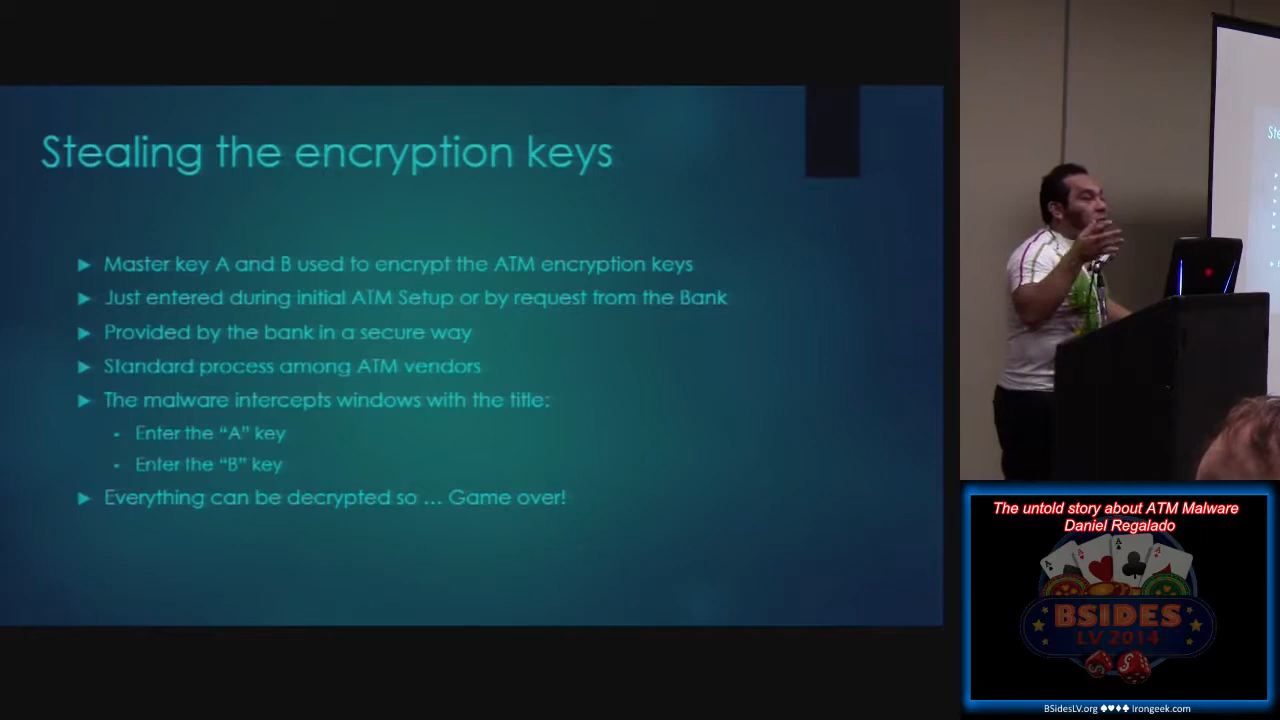 Stealing the encryption keys
Master key A and B used to encrypt the ATM encryption keys
Just entered during initial ATM Setup or by request from the Bank
Provided by the bank in a secure way
Standard process among ATM vendors
The malware intercepts windows with the title:
Enter the “A” key
Enter the “B” key
Everything can be decrypted so … Game over!
The untold story about ATM Malware
Daniel Regalado
BSIDES
LV 2014
BSidesLV.org ♠♥♦♣ Irongeek.com